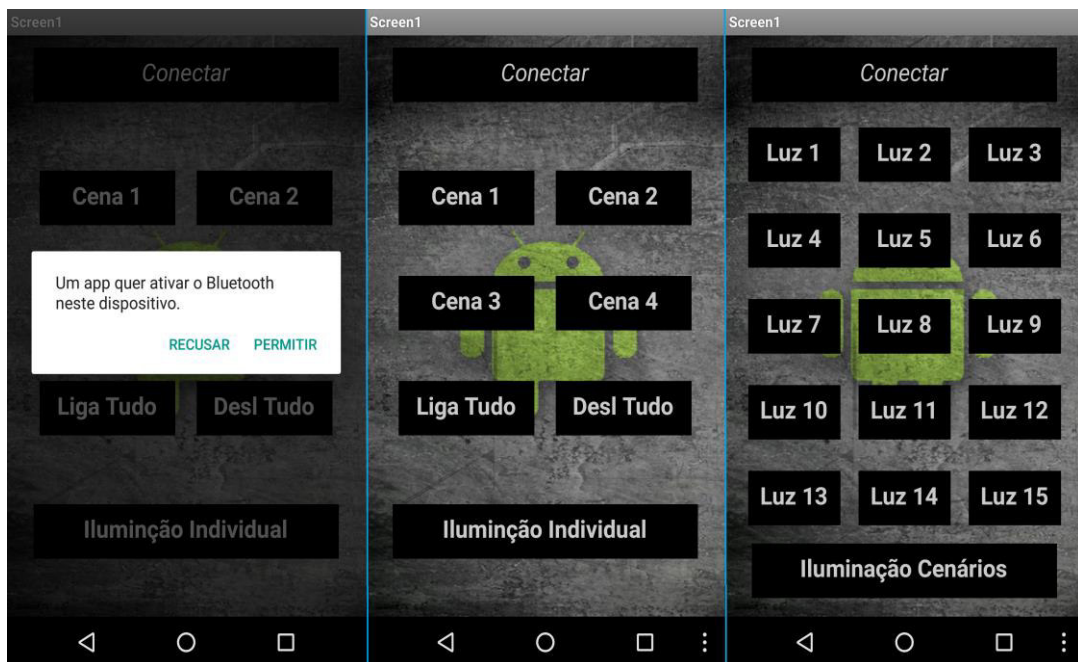 Screen1
Conectar
Cena 1 Cena 2
Um app quer ativar o Bluetooth
neste dispositivo.
RECUSAR PERMITIR
Liga Tudo Desl Tudo
Iluminção Individual
Screen1
Conectar
Cena 1 Cena 2
Cena 3 Cena 4
Liga Tudo Desl Tudo
Iluminção Individual
Screen1
Conectar
Luz 1 Luz 2 Luz 3
Luz 4 Luz 5 Luz 6
Luz 7 Luz 8 Luz 9
Luz 10 Luz 11 Luz 12
Luz 13 Luz 14 Luz 15
Iluminação Cenários